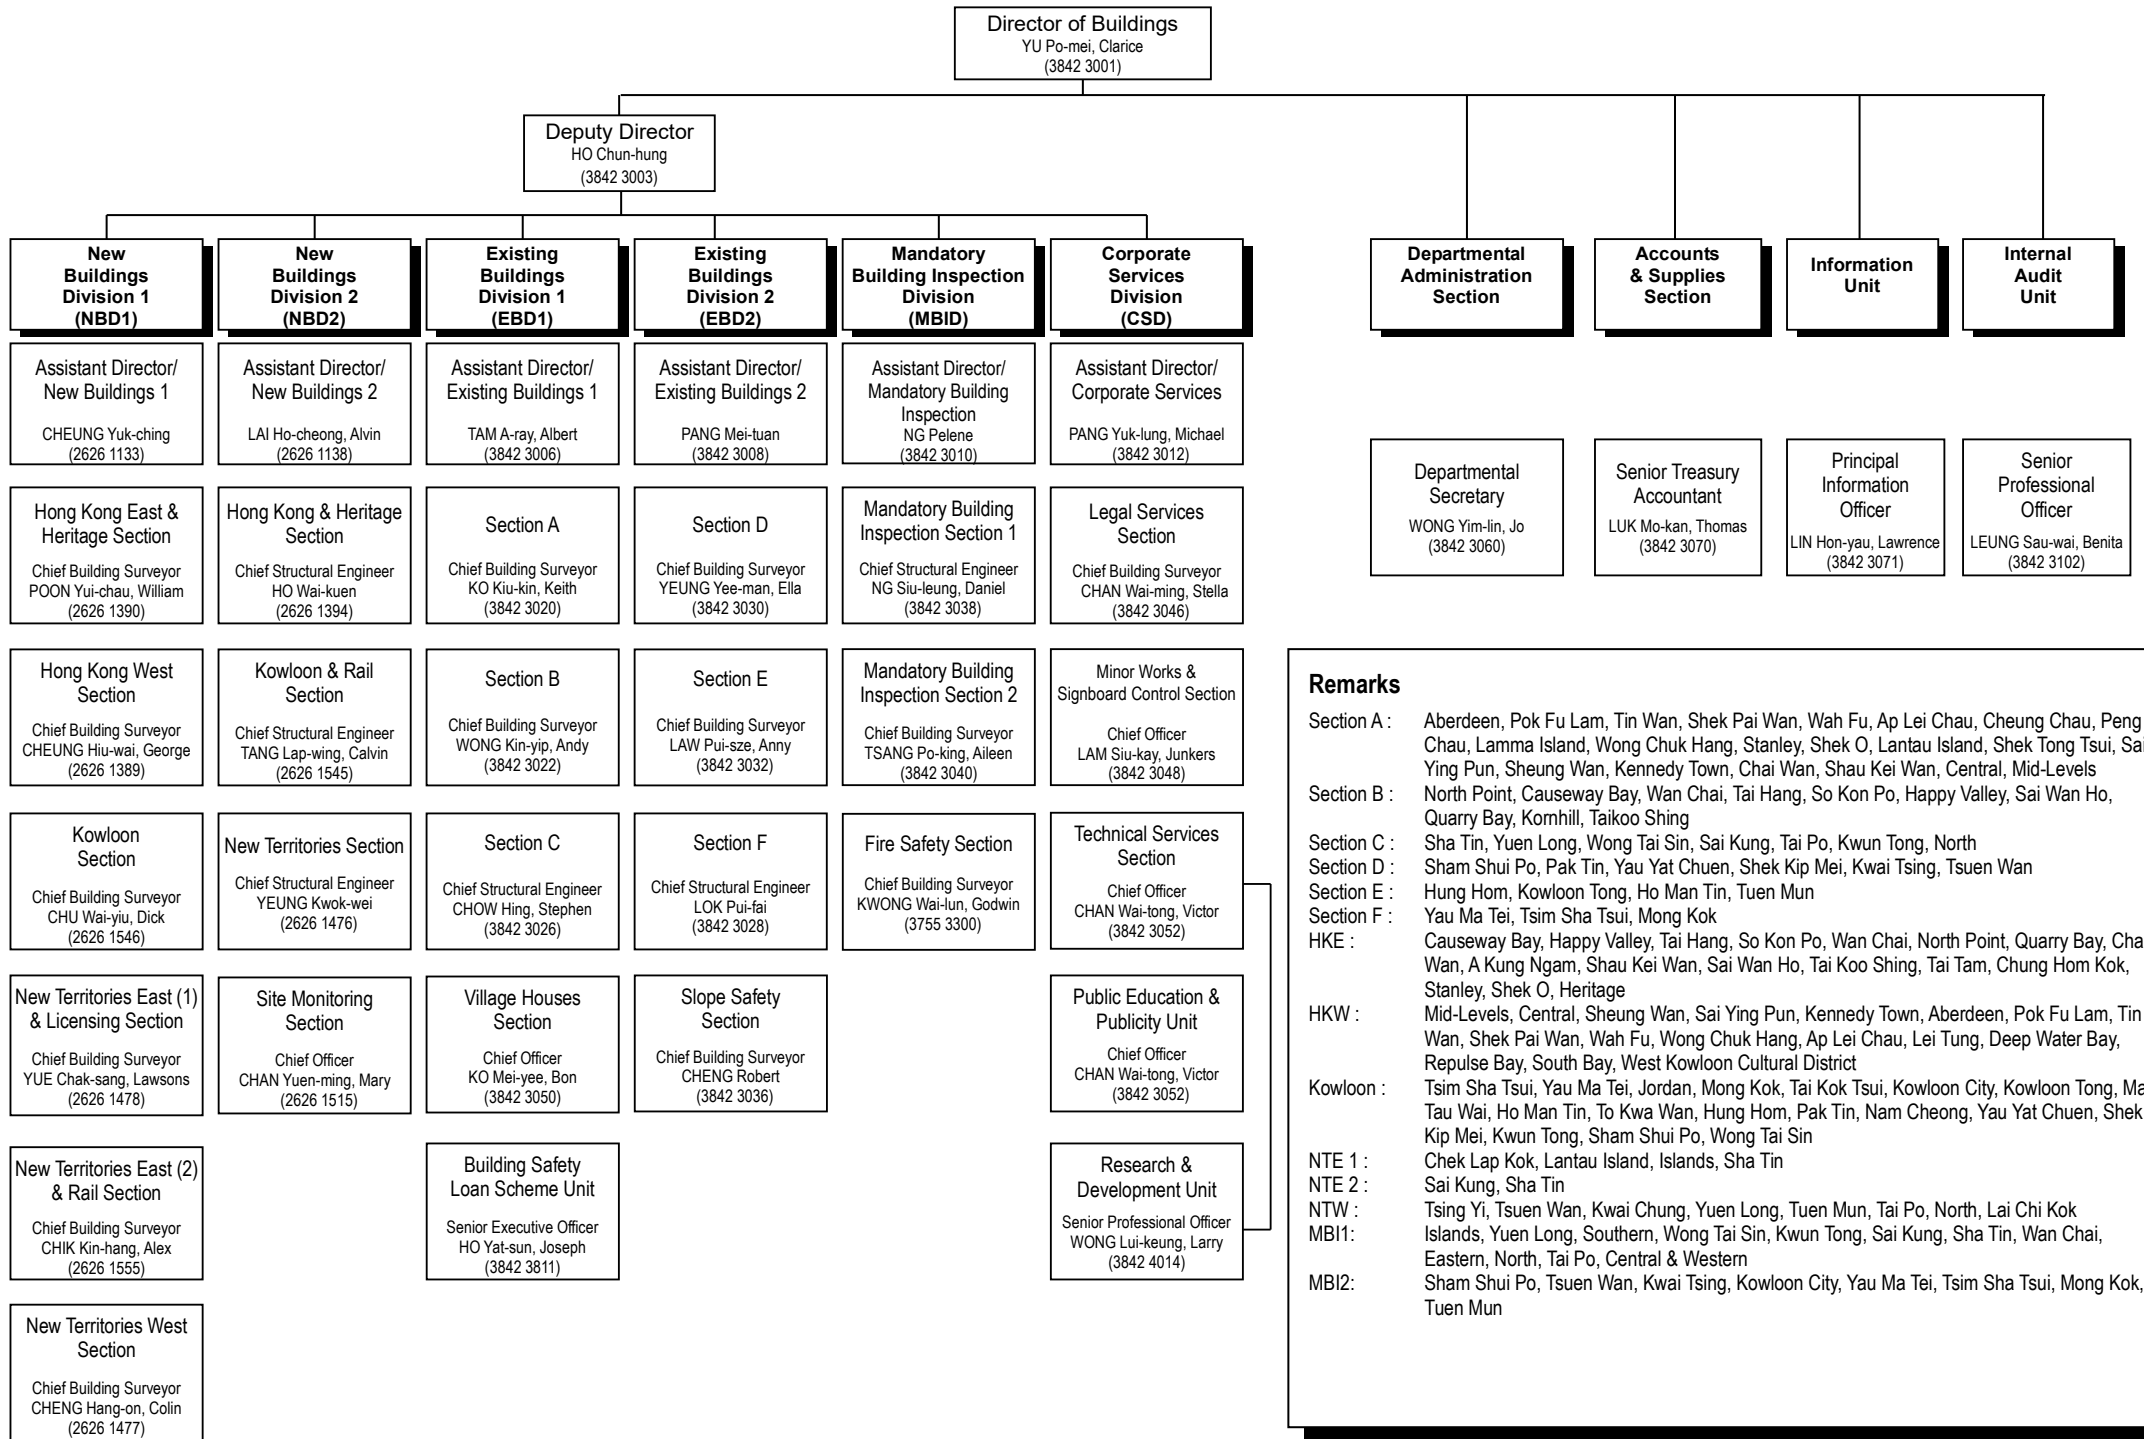 Director of Buildings
YU Po-mei, Clarice
(3842 3001)
Deputy Director
HO Chun-hung
(3842 3003)
New
Buildings
Division 1
(NBD1)
Assistant Director/
New Buildings 1
CHEUNG Yuk-ching
(2626 1133)
Hong Kong East &
Heritage Section
Chief Building Surveyor
POON Yui-chau, William
(2626 1390)
Hong Kong West
Section
Chief Building Surveyor
CHEUNG Hiu-wai, George
(2626 1389)
Kowloon
Section
Chief Building Surveyor
CHU Wai-yiu, Dick
(2626 1546)
New Territories East (1)
& Licensing Section
Chief Building Surveyor
YUE Chak-sang, Lawsons
(2626 1478)
New Territories East (2)
& Rail Section
Chief Building Surveyor
CHIK Kin-hang, Alex
(2626 1555)
New Territories West
Section
Chief Building Surveyor
CHENG Hang-on, Colin
(2626 1477)
New
Buildings
Division 2
(NBD2)
Assistant Director/
New Buildings 2
LAI Ho-cheong, Alvin
(2626 1138)
Hong Kong & Heritage
Section
Chief Structural Engineer
HO Wai-kuen
(2626 1394)
Kowloon & Rail
Section
Chief Structural Engineer
TANG Lap-wing, Calvin
(2626 1545)
New Territories Section
Chief Structural Engineer
YEUNG Kwok-wei
(2626 1476)
Site Monitoring
Section
Chief Officer
CHAN Yuen-ming, Mary
(2626 1515)
Existing
Buildings
Division 1
(EBD1)
Assistant Director/
Existing Buildings 1
TAM A-ray, Albert
(3842 3006)
Section A
Chief Building Surveyor
KO Kiu-kin, Keith
(3842 3020)
Section B
Chief Building Surveyor
WONG Kin-yip, Andy
(3842 3022)
Section C
Chief Structural Engineer
CHOW Hing, Stephen
(3842 3026)
Village Houses
Section
Chief Officer
KO Mei-yee, Bon
(3842 3050)
Building Safety
Loan Scheme Unit
Senior Executive Officer
HO Yat-sun, Joseph
(3842 3811)
Existing
Buildings
Division 2
(EBD2)
Assistant Director/
Existing Buildings 2
PANG Mei-tuan
(3842 3008)
Section D
Chief Building Surveyor
YEUNG Yee-man, Ella
(3842 3030)
Section E
Chief Building Surveyor
LAW Pui-sze, Anny
(3842 3032)
Section F
Chief Structural Engineer
LOK Pui-fai
(3842 3028)
Slope Safety
Section
Chief Building Surveyor
CHENG Robert
(3842 3036)
Mandatory
Building Inspection
Division
(MBID)
Assistant Director/
Mandatory Building
Inspection
NG Pelene
(3842 3010)
Mandatory Building
Inspection Section 1
Chief Structural Engineer
NG Siu-leung, Daniel
(3842 3038)
Mandatory Building
Inspection Section 2
Chief Building Surveyor
TSANG Po-king, Aileen
(3842 3040)
Fire Safety Section
Chief Building Surveyor
KWONG Wai-lun, Godwin
(3755 3300)
Corporate
Services
Division
(CSD)
Assistant Director/
Corporate Services
PANG Yuk-lung, Michael
(3842 3012)
Legal Services
Section
Chief Building Surveyor
CHAN Wai-ming, Stella
(3842 3046)
Minor Works &
Signboard Control Section
Chief Officer
LAM Siu-kay, Junkers
(3842 3048)
Technical Services
Section
Chief Officer
CHAN Wai-tong, Victor
(3842 3052)
Public Education &
Publicity Unit
Chief Officer
CHAN Wai-tong, Victor
(3842 3052)
Research &
Development Unit
Senior Professional Officer
WONG Lui-keung, Larry
(3842 4014)
Departmental
Administration
Section
Departmental
Secretary
WONG Yim-lin, Jo
(3842 3060)
Accounts
& Supplies
Section
Senior Treasury
Accountant
LUK Mo-kan, Thomas
(3842 3070)
Information
Unit
Principal
Information
Officer
LIN Hon-yau, Lawrence
(3842 3071)
Internal
Audit
Unit
Senior
Professional
Officer
LEUNG Sau-wai, Benita
(3842 3102)
Remarks
Section A : Aberdeen, Pok Fu Lam, Tin Wan, Shek Pai Wan, Wah Fu, Ap Lei Chau, Cheung Chau, Peng
Chau, Lamma Island, Wong Chuk Hang, Stanley, Shek O, Lantau Island, Shek Tong Tsui, Sai
Ying Pun, Sheung Wan, Kennedy Town, Chai Wan, Shau Kei Wan, Central, Mid-Levels
Section B : North Point, Causeway Bay, Wan Chai, Tai Hang, So Kon Po, Happy Valley, Sai Wan Ho,
Quarry Bay, Kornhill, Taikoo Shing
Section C : Sha Tin, Yuen Long, Wong Tai Sin, Sai Kung, Tai Po, Kwun Tong, North
Section D : Sham Shui Po, Pak Tin, Yau Yat Chuen, Shek Kip Mei, Kwai Tsing, Tsuen Wan
Section E : Hung Hom, Kowloon Tong, Ho Man Tin, Tuen Mun
Section F : Yau Ma Tei, Tsim Sha Tsui, Mong Kok
HKE : Causeway Bay, Happy Valley, Tai Hang, So Kon Po, Wan Chai, North Point, Quarry Bay, Cha
Wan, A Kung Ngam, Shau Kei Wan, Sai Wan Ho, Tai Koo Shing, Tai Tam, Chung Hom Kok,
Stanley, Shek O, Heritage
HKW : Mid-Levels, Central, Sheung Wan, Sai Ying Pun, Kennedy Town, Aberdeen, Pok Fu Lam, Tin
Wan, Shek Pai Wan, Wah Fu, Wong Chuk Hang, Ap Lei Chau, Lei Tung, Deep Water Bay,
Repulse Bay, South Bay, West Kowloon Cultural District
Kowloon : Tsim Sha Tsui, Yau Ma Tei, Jordan, Mong Kok, Tai Kok Tsui, Kowloon City, Kowloon Tong, Ma
Tau Wai, Ho Man Tin, To Kwa Wan, Hung Hom, Pak Tin, Nam Cheong, Yau Yat Chuen, Shek
Kip Mei, Kwun Tong, Sham Shui Po, Wong Tai Sin
NTE 1 : Chek Lap Kok, Lantau Island, Islands, Sha Tin
NTE 2 : Sai Kung, Sha Tin
NTW : Tsing Yi, Tsuen Wan, Kwai Chung, Yuen Long, Tuen Mun, Tai Po, North, Lai Chi Kok
MBI1: Islands, Yuen Long, Southern, Wong Tai Sin, Kwun Tong, Sai Kung, Sha Tin, Wan Chai,
Eastern, North, Tai Po, Central & Western
MBI2: Sham Shui Po, Tsuen Wan, Kwai Tsing, Kowloon City, Yau Ma Tei, Tsim Sha Tsui, Mong Kok,
Tuen Mun